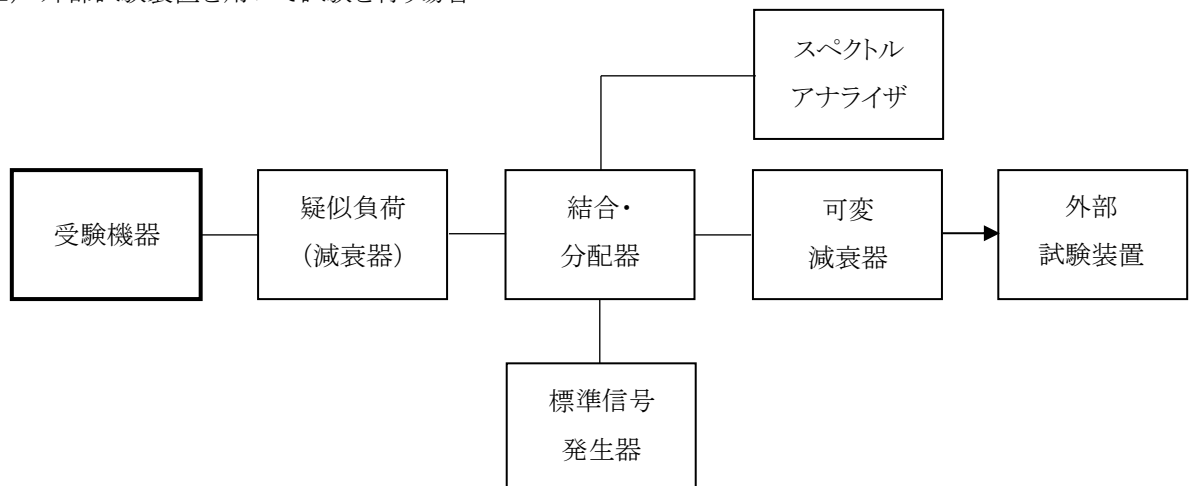 外部試験装置を用いて試験を行う場合
スペクトル
アナライザ
受験機器
疑似負荷
(減衰器)
結合・
分配器
可変
減衰器
外部
試験装置
標準信号
発生器